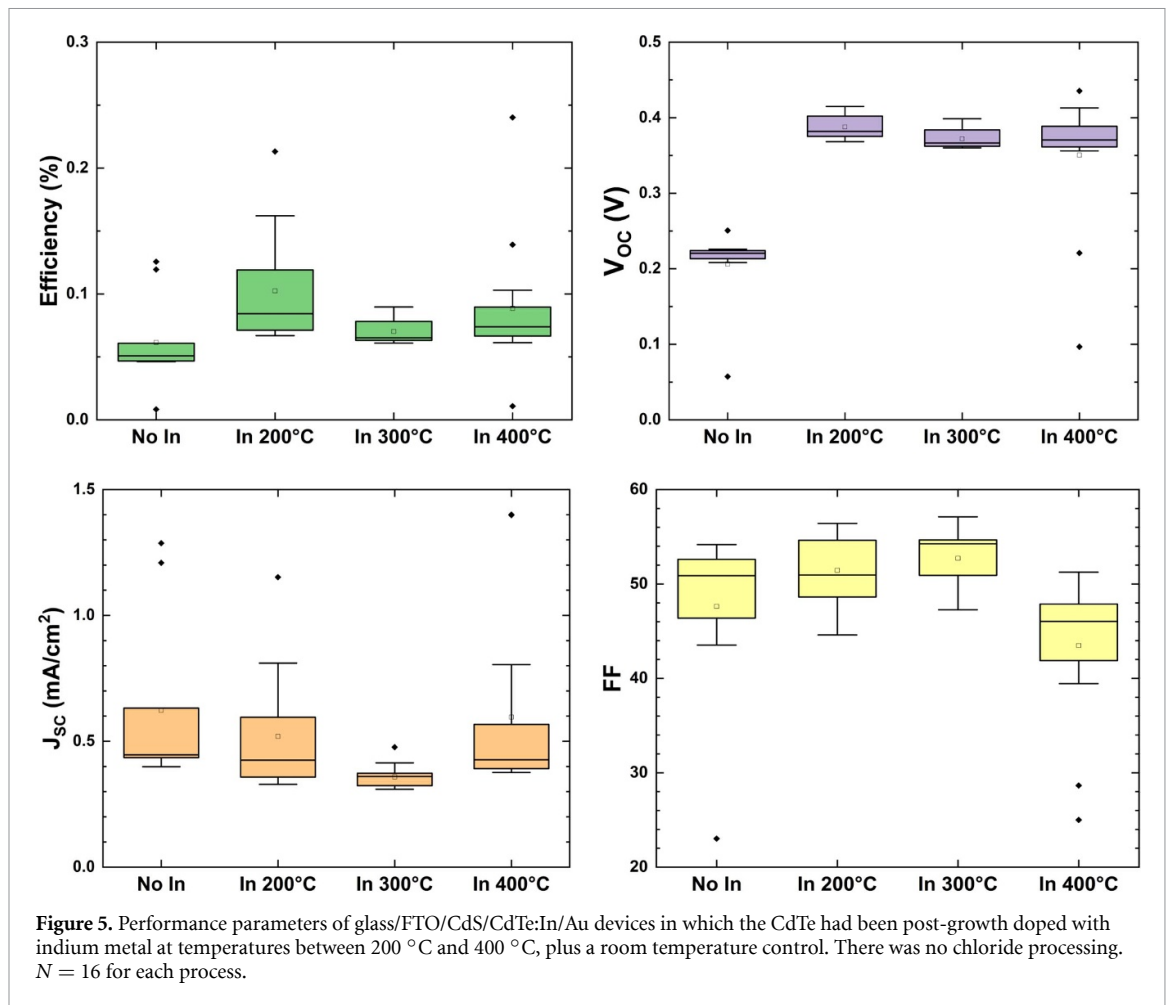 0.3
0.2
0.1
0.0
Efficiency (%)
No In In 200°C In 300°C In 400°C
0.5
0.4
0.3
0.2
0.1
0.0
V_OC (V)
No In In 200°C In 300°C In 400°C
1.5
1.0
0.5
0.0
J_SC (mA/cm²)
No In In 200°C In 300°C In 400°C
60
50
40
30
20
FF
No In In 200°C In 300°C In 400°C
Figure 5. Performance parameters of glass/FTO/CdS/CdTe:In/Au devices in which the CdTe had been post-growth doped with
indium metal at temperatures between 200 °C and 400 °C, plus a room temperature control. There was no chloride processing.
N = 16 for each process.